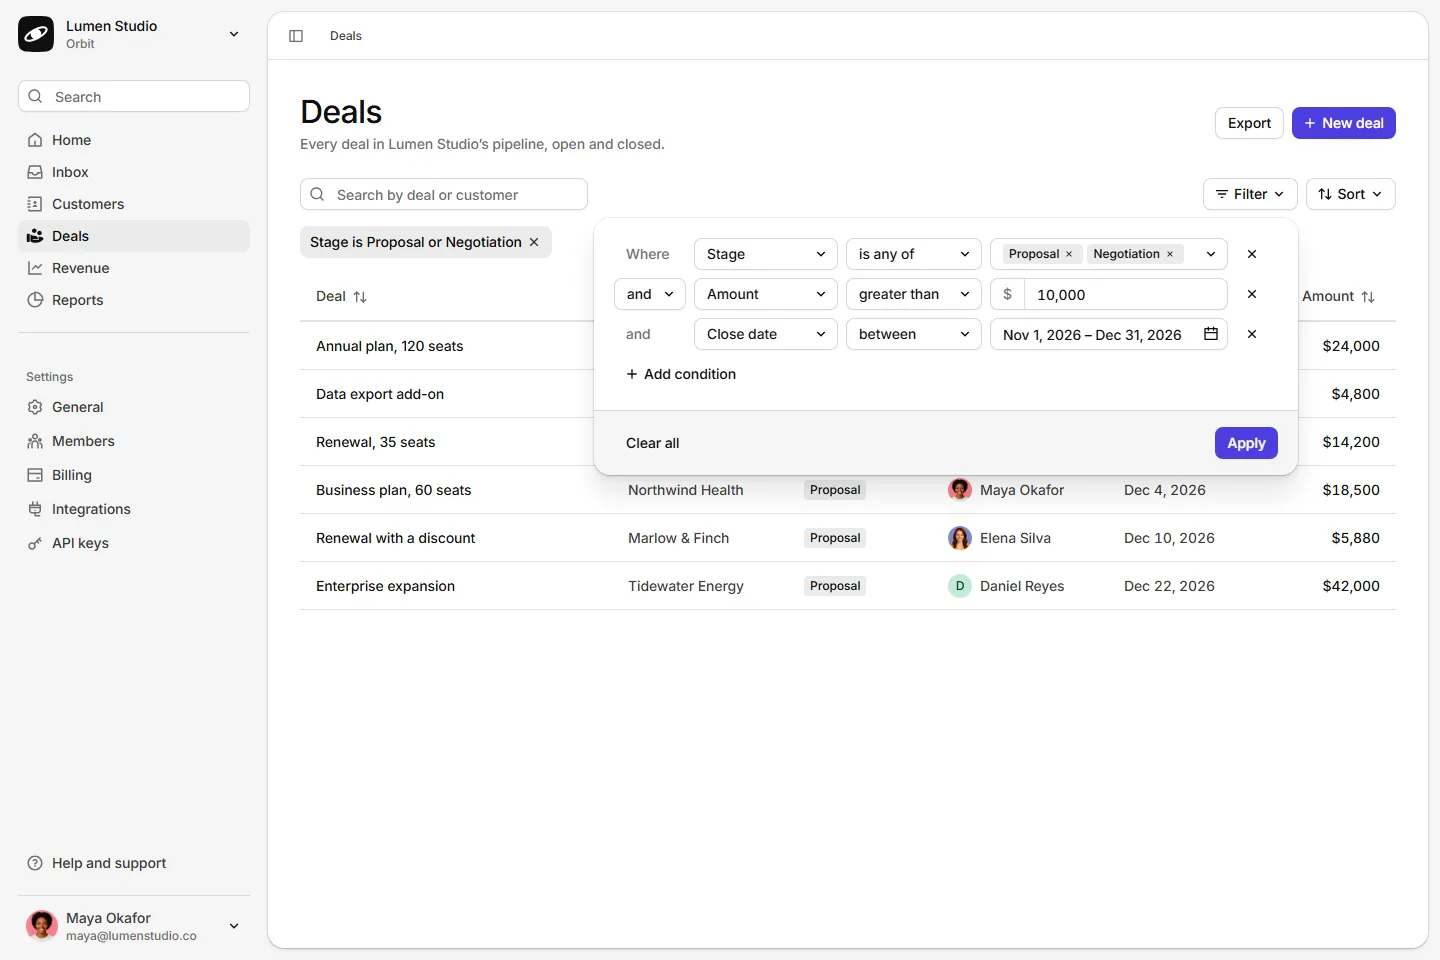 Lumen Studio
Orbit
Search
Home
Inbox
Customers
Deals
Revenue
Reports
Settings
General
Members
Billing
Integrations
API keys
Help and support
Maya Okafor
maya@lumenstudio.co
Deals
Deals
Every deal in Lumen Studio's pipeline, open and closed.
Export
+ New deal
Search by deal or customer
Filter
Sort
Stage is Proposal or Negotiation
Where Stage is any of Proposal Negotiation
and Amount greater than $ 10,000
and Close date between Nov 1, 2026 – Dec 31, 2026
+ Add condition
Clear all
Apply
Deal Amount
Annual plan, 120 seats $24,000
Data export add-on $4,800
Renewal, 35 seats $14,200
Business plan, 60 seats Northwind Health Proposal Maya Okafor Dec 4, 2026 $18,500
Renewal with a discount Marlow & Finch Proposal Elena Silva Dec 10, 2026 $5,880
Enterprise expansion Tidewater Energy Proposal D Daniel Reyes Dec 22, 2026 $42,000